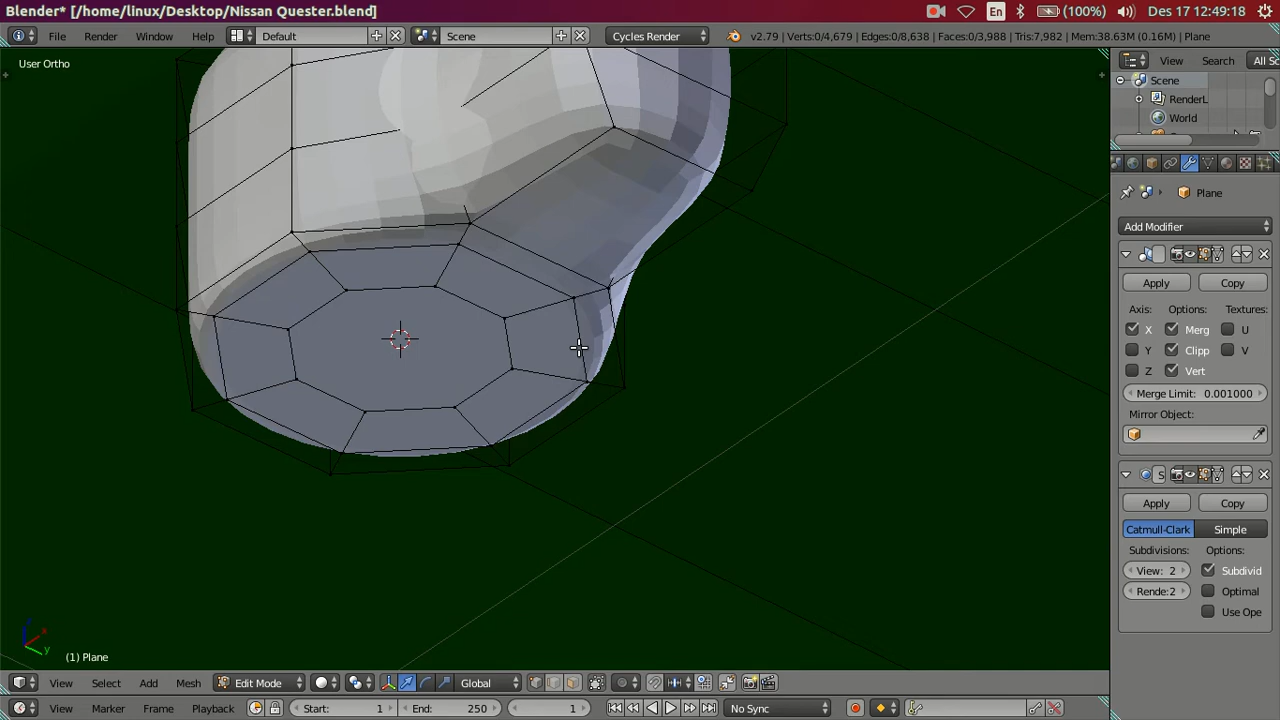 Blender* [/home/linux/Desktop/Nissan Quester.blend]
En (100%) Des 17 12:49:18
File Render Window Help Default Scene Cycles Render v2.79 | Verts:0/4,679 | Edges:0/8,638 | Faces:0/3,988 | Tris:7,982 | Mem:38.63M (0.16M) | Plane
User Ortho
View Search All Sc
Scene
RenderL
World
Plane
Add Modifier
Apply Copy
Axis: Options: Textures:
X Merg U
Y Clipp V
Z Vert
Merge Limit: 0.001000
Mirror Object:
S
Apply Copy
Catmull-Clark Simple
Subdivisions: Options:
View: 2 Subdivid
Rende:2 Optimal
Use Ope
x
y
(1) Plane
View Select Add Mesh Edit Mode Global
View Marker Frame Playback Start: 1 End: 250 1 No Sync